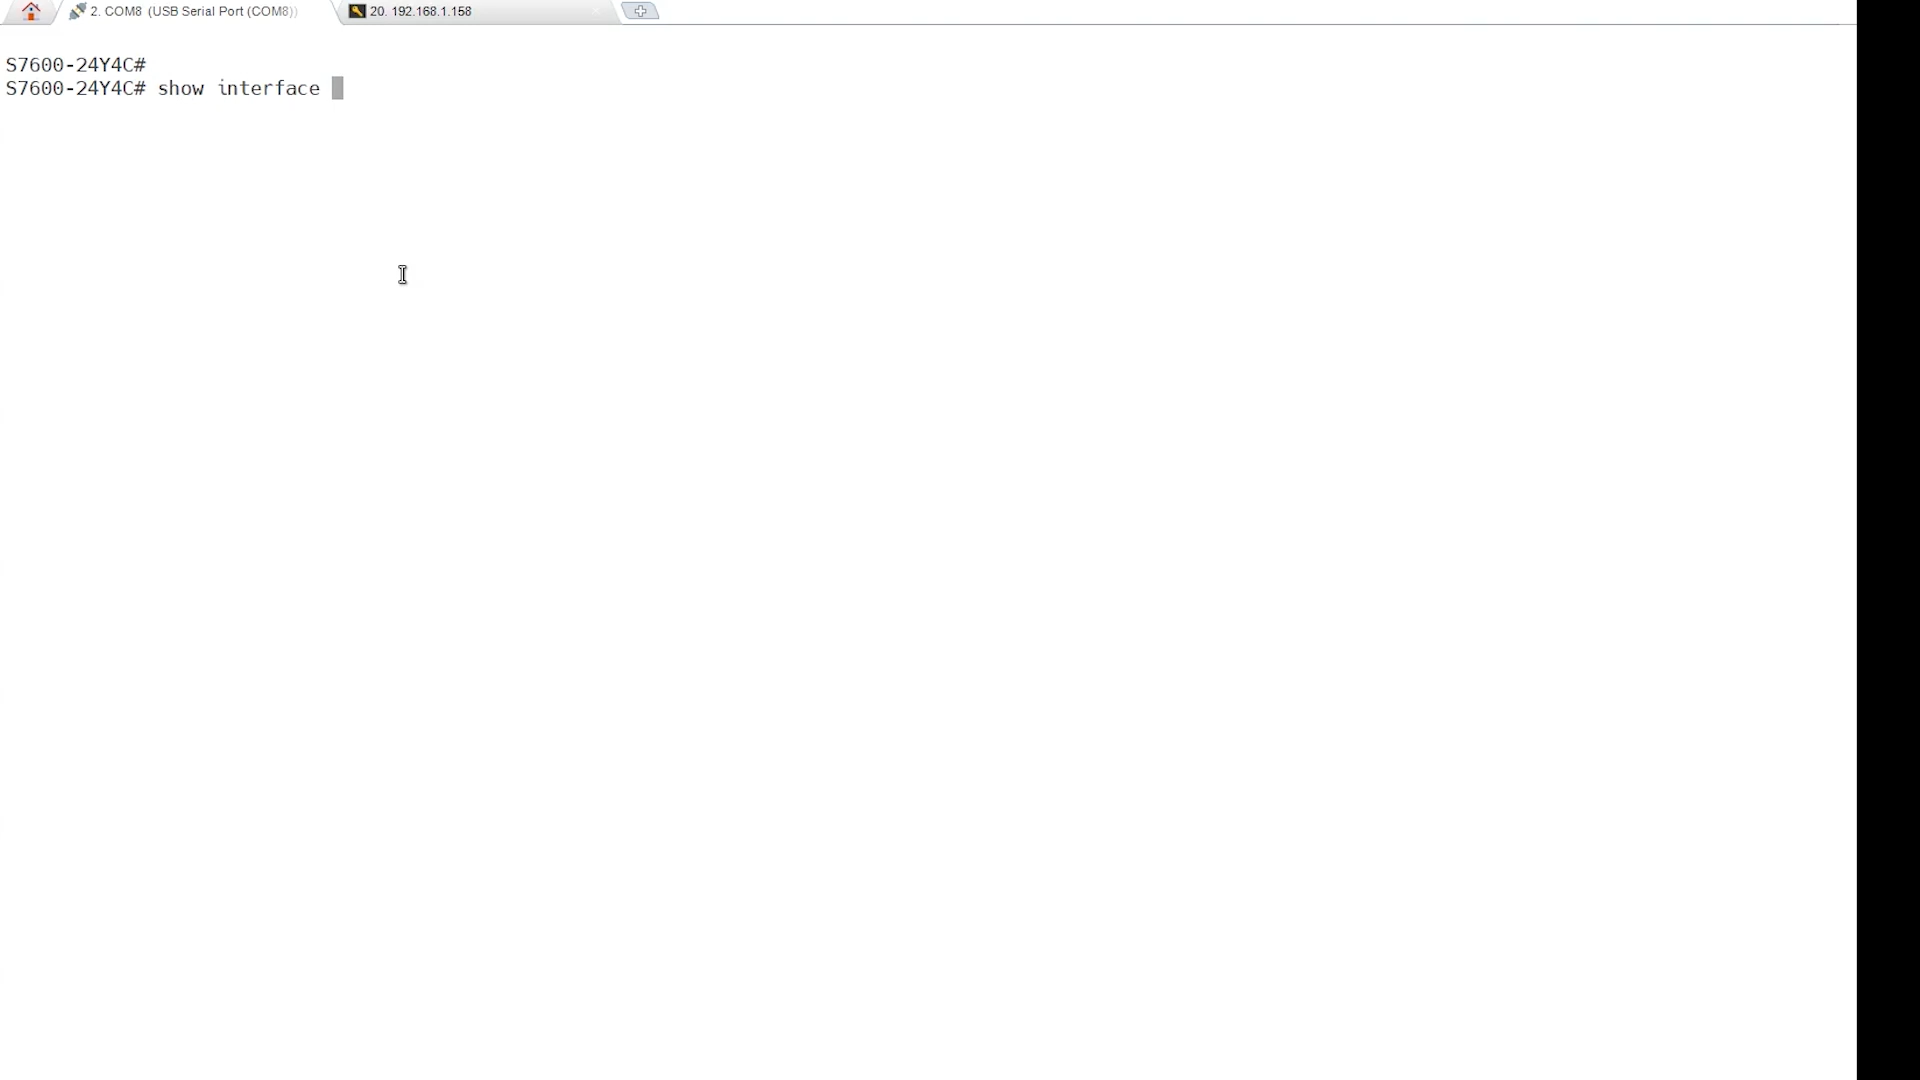 2. COM8 (USB Serial Port (COM8))
20. 192.168.1.158
S7600-24Y4C#
S7600-24Y4C# show interface